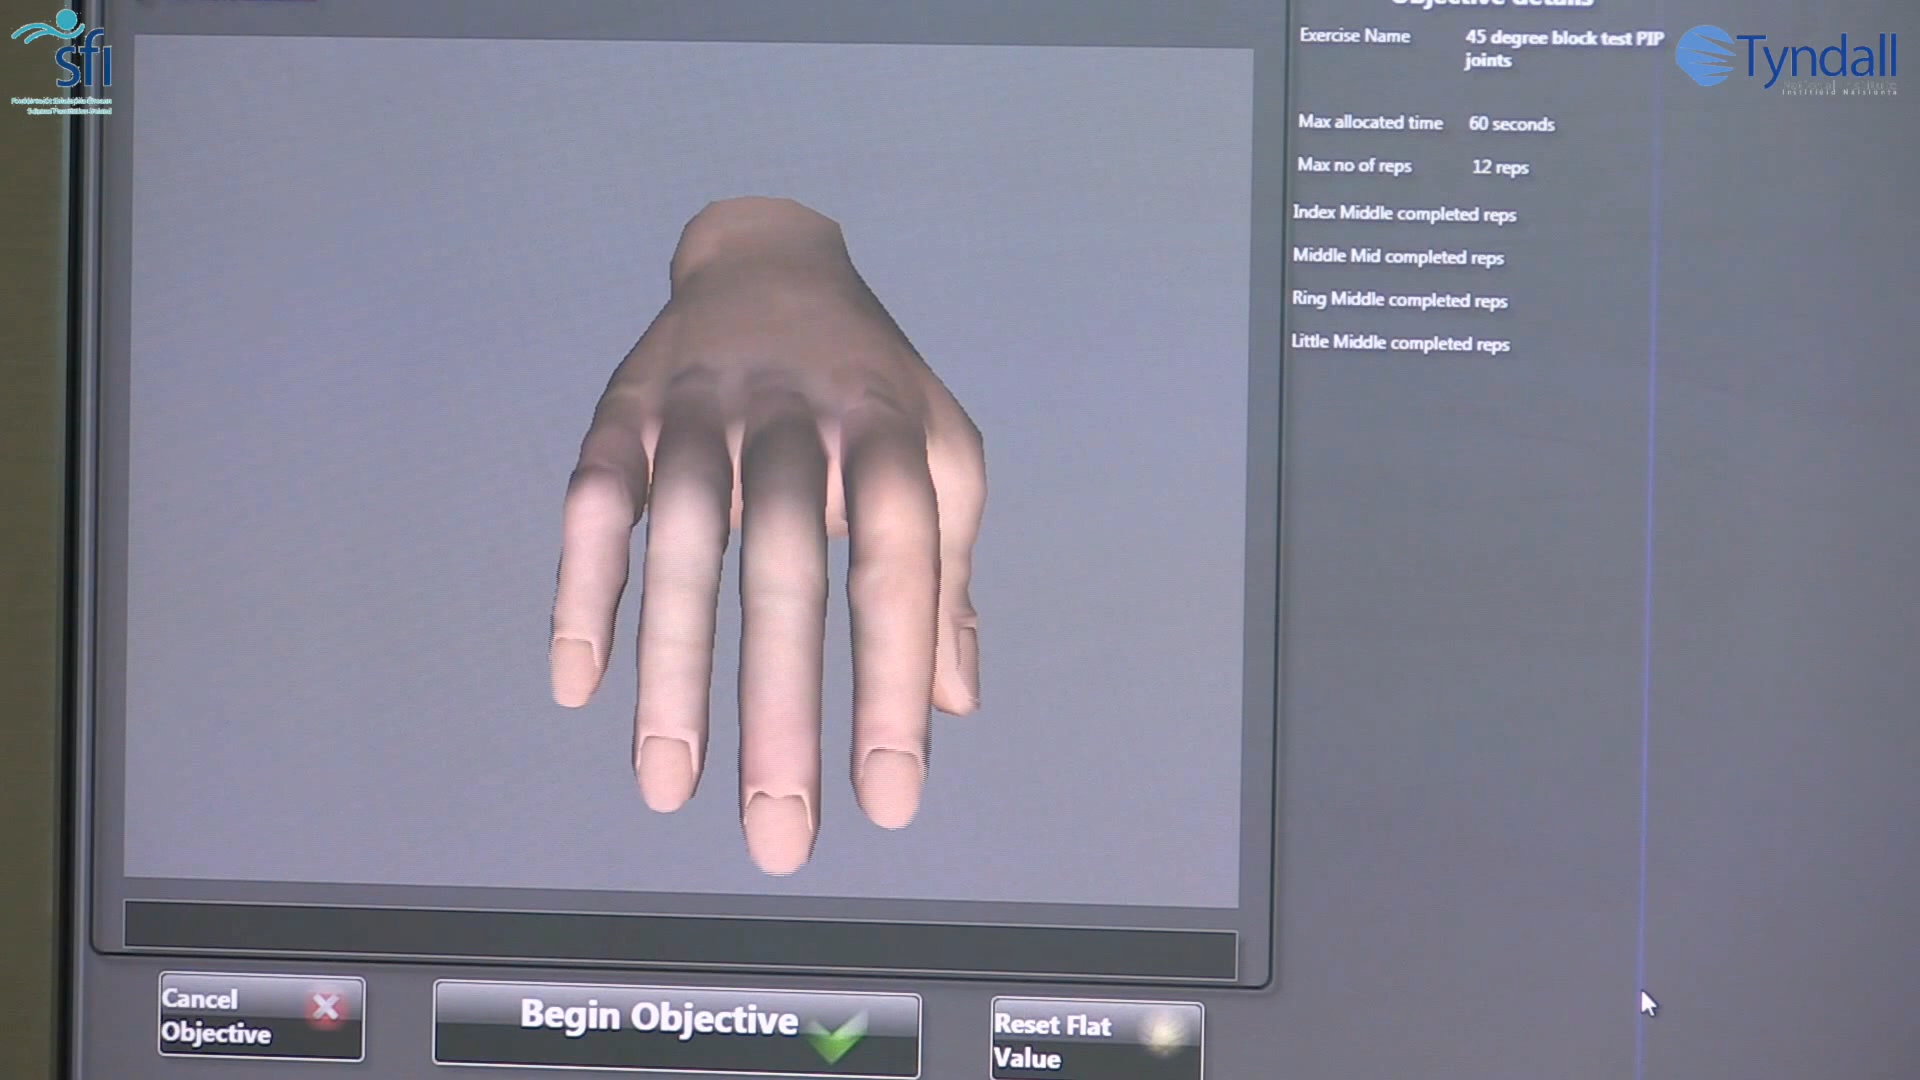 sfi
Objective details
Exercise Name 45 degree block test PIP
joints
Tyndall
Max allocated time 60 seconds
Max no of reps 12 reps
Index Middle completed reps
Middle Mid completed reps
Ring Middle completed reps
Little Middle completed reps
Cancel
Objective
Begin Objective
Reset Flat
Value